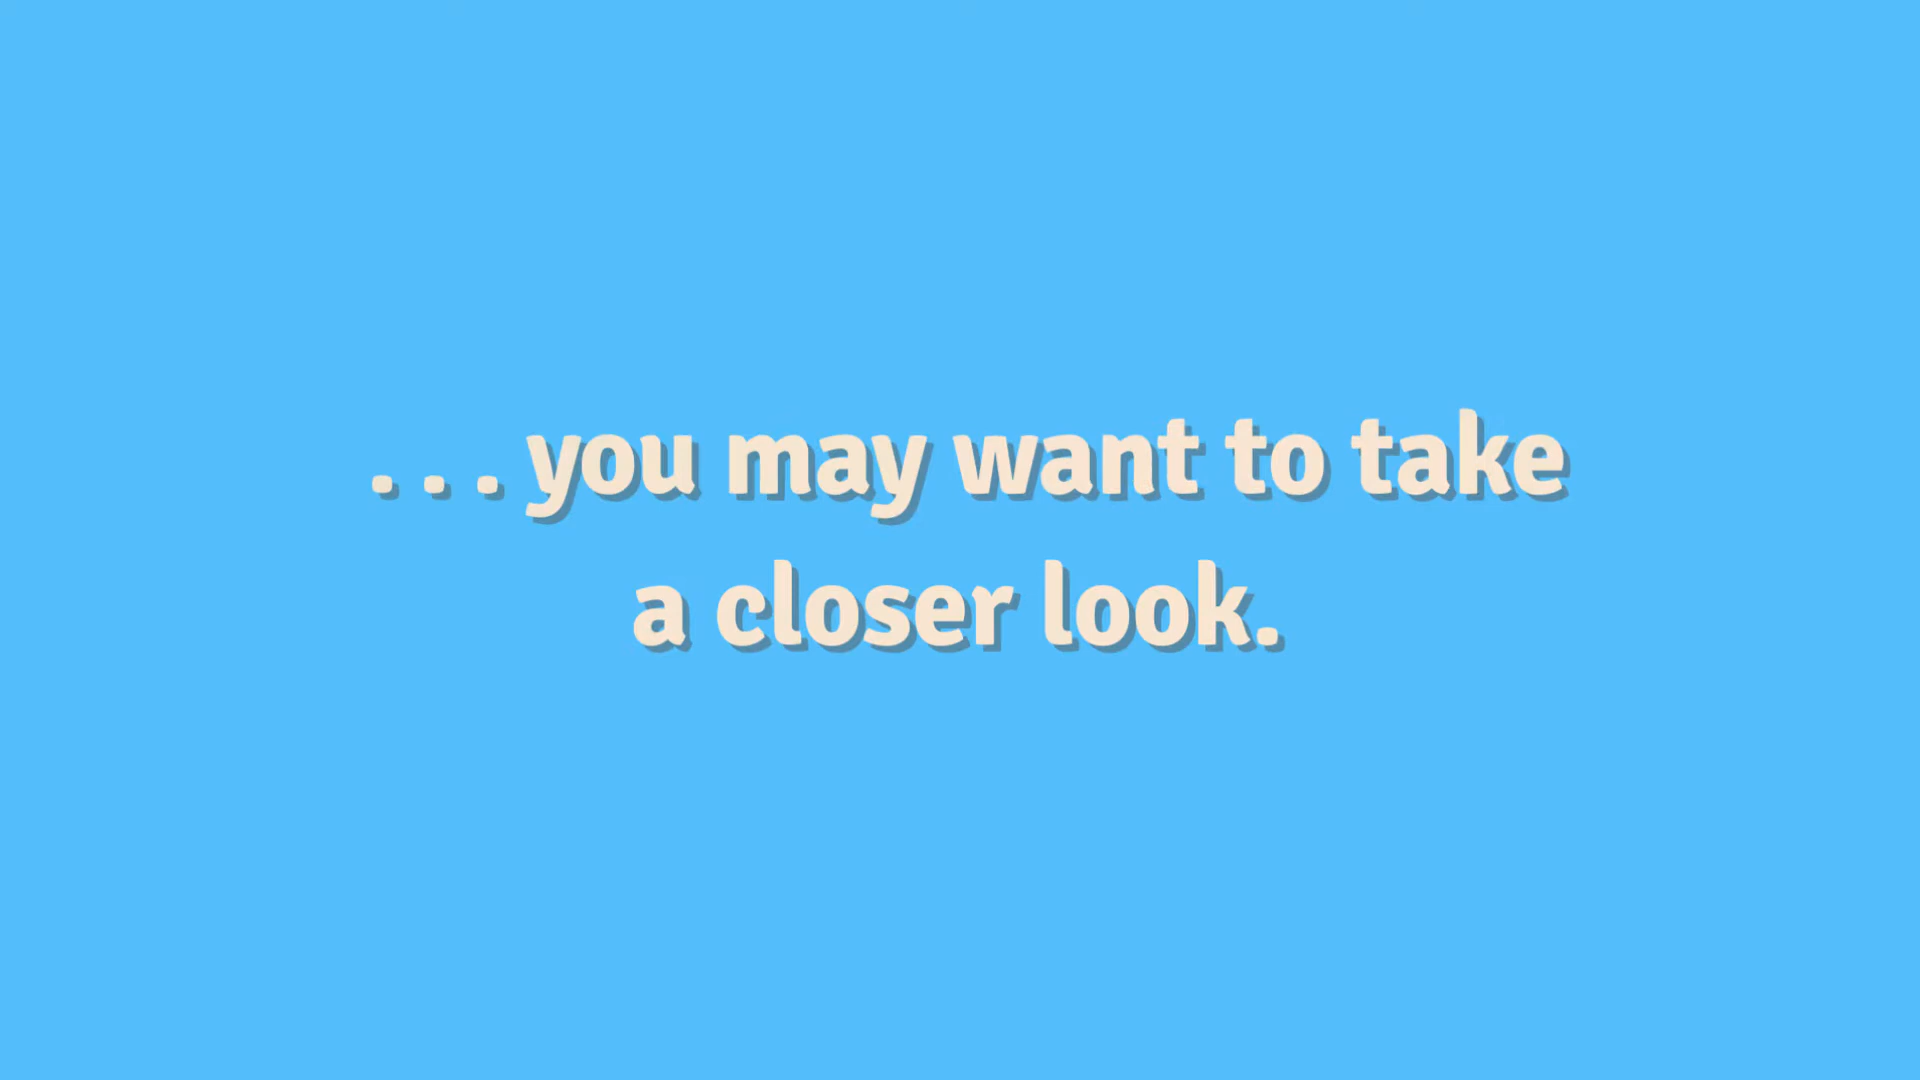 . . . you may want to take
a closer look.